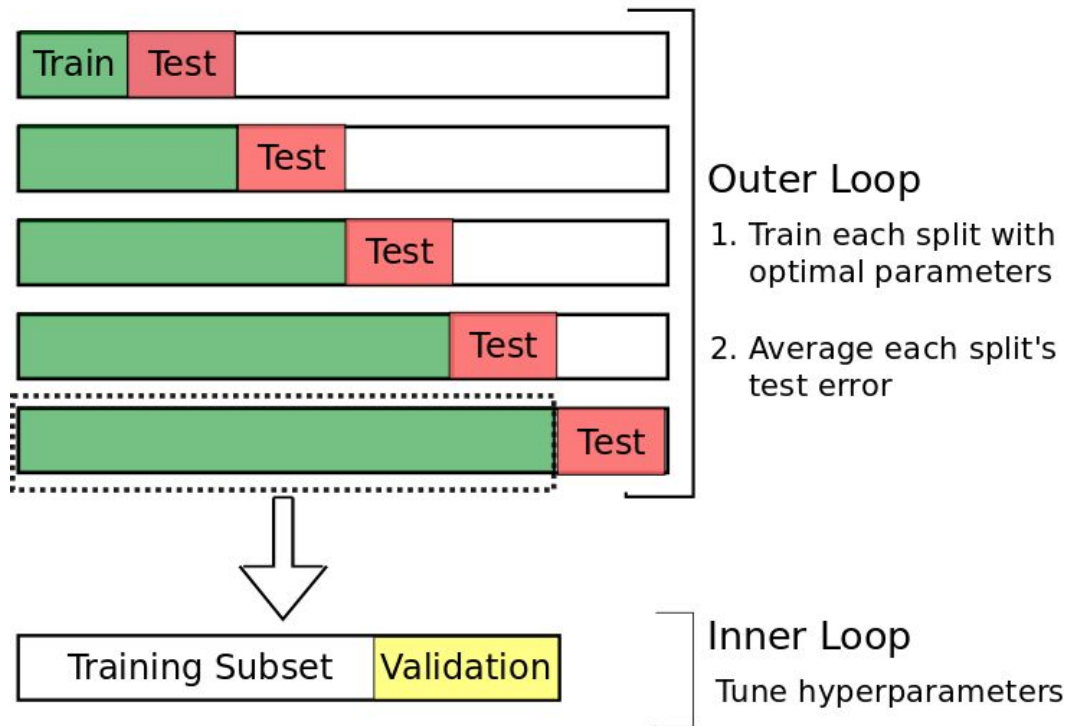 Train Test
Test
Test
Test
Test
Outer Loop
1. Train each split with
optimal parameters
2. Average each split's
test error
Training Subset Validation
Inner Loop
Tune hyperparameters